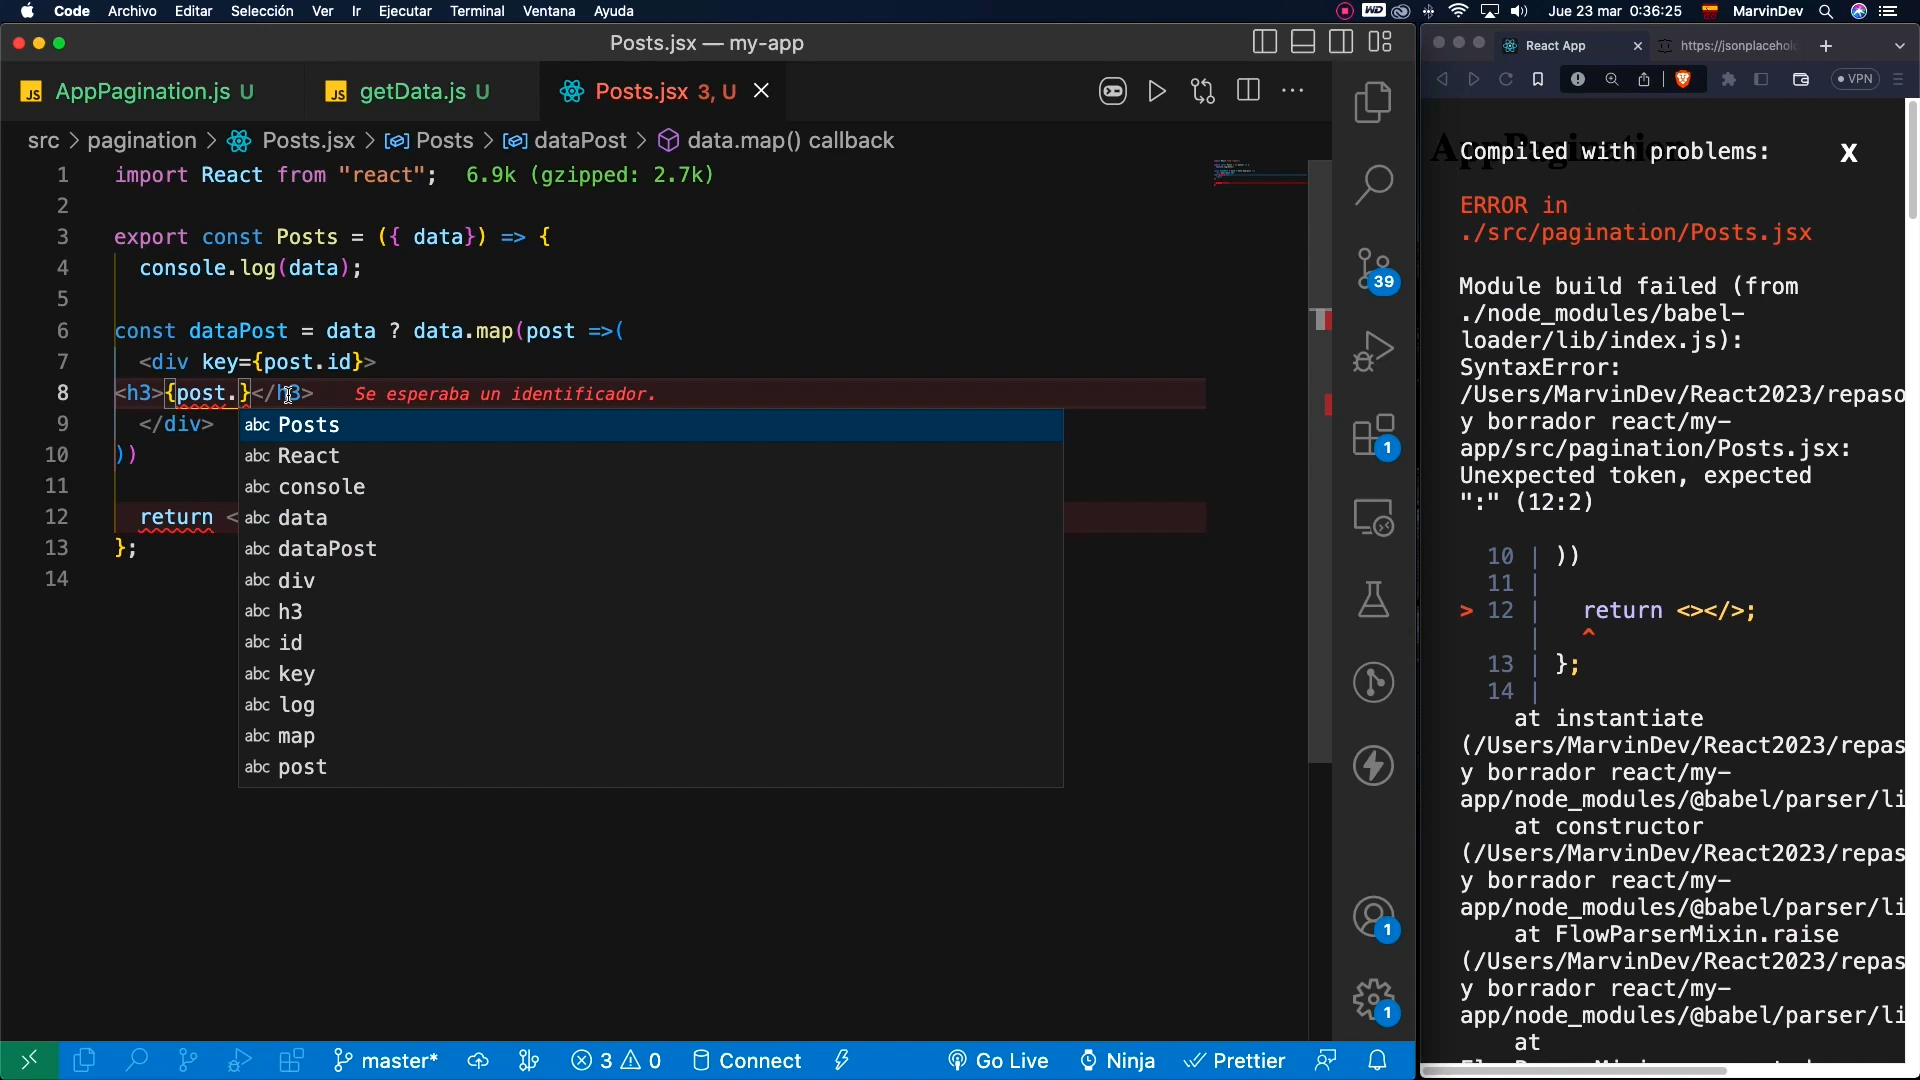 Code Archivo Editar Selección Ver Ir Ejecutar Terminal Ventana Ayuda
WD Jue 23 mar 0:36:25 MarvinDev
Posts.jsx — my-app
JS AppPagination.js U
JS getData.js U
Posts.jsx 3, U
src > pagination > Posts.jsx > Posts > dataPost > data.map() callback
1 import React from "react"; 6.9k (gzipped: 2.7k)
2
3 export const Posts = ({ data}) => {
4 console.log(data);
5
6 const dataPost = data ? data.map(post =>(
7 <div key={post.id}>
8 <h3>{post.}</h3> Se esperaba un identificador.
9 </div>
10 ))
11
12 return <
13 };
14
abc Posts
abc React
abc console
abc data
abc dataPost
abc div
abc h3
abc id
abc key
abc log
abc map
abc post
39
1
1
1
master*
3
0
Connect
Go Live
Ninja
Prettier
React App
https://jsonplacehol
VPN
AppPagination
Compiled with problems:
X
ERROR in
./src/pagination/Posts.jsx
Module build failed (from
./node_modules/babel-
loader/lib/index.js):
SyntaxError:
/Users/MarvinDev/React2023/repaso
y borrador react/my-
app/src/pagination/Posts.jsx:
Unexpected token, expected
":" (12:2)
10 | ))
11 |
> 12 | return <></>;
| ^
13 | };
14 |
at instantiate
(/Users/MarvinDev/React2023/repas
y borrador react/my-
app/node_modules/@babel/parser/li
at constructor
(/Users/MarvinDev/React2023/repas
y borrador react/my-
app/node_modules/@babel/parser/li
at FlowParserMixin.raise
(/Users/MarvinDev/React2023/repas
y borrador react/my-
app/node_modules/@babel/parser/li
at